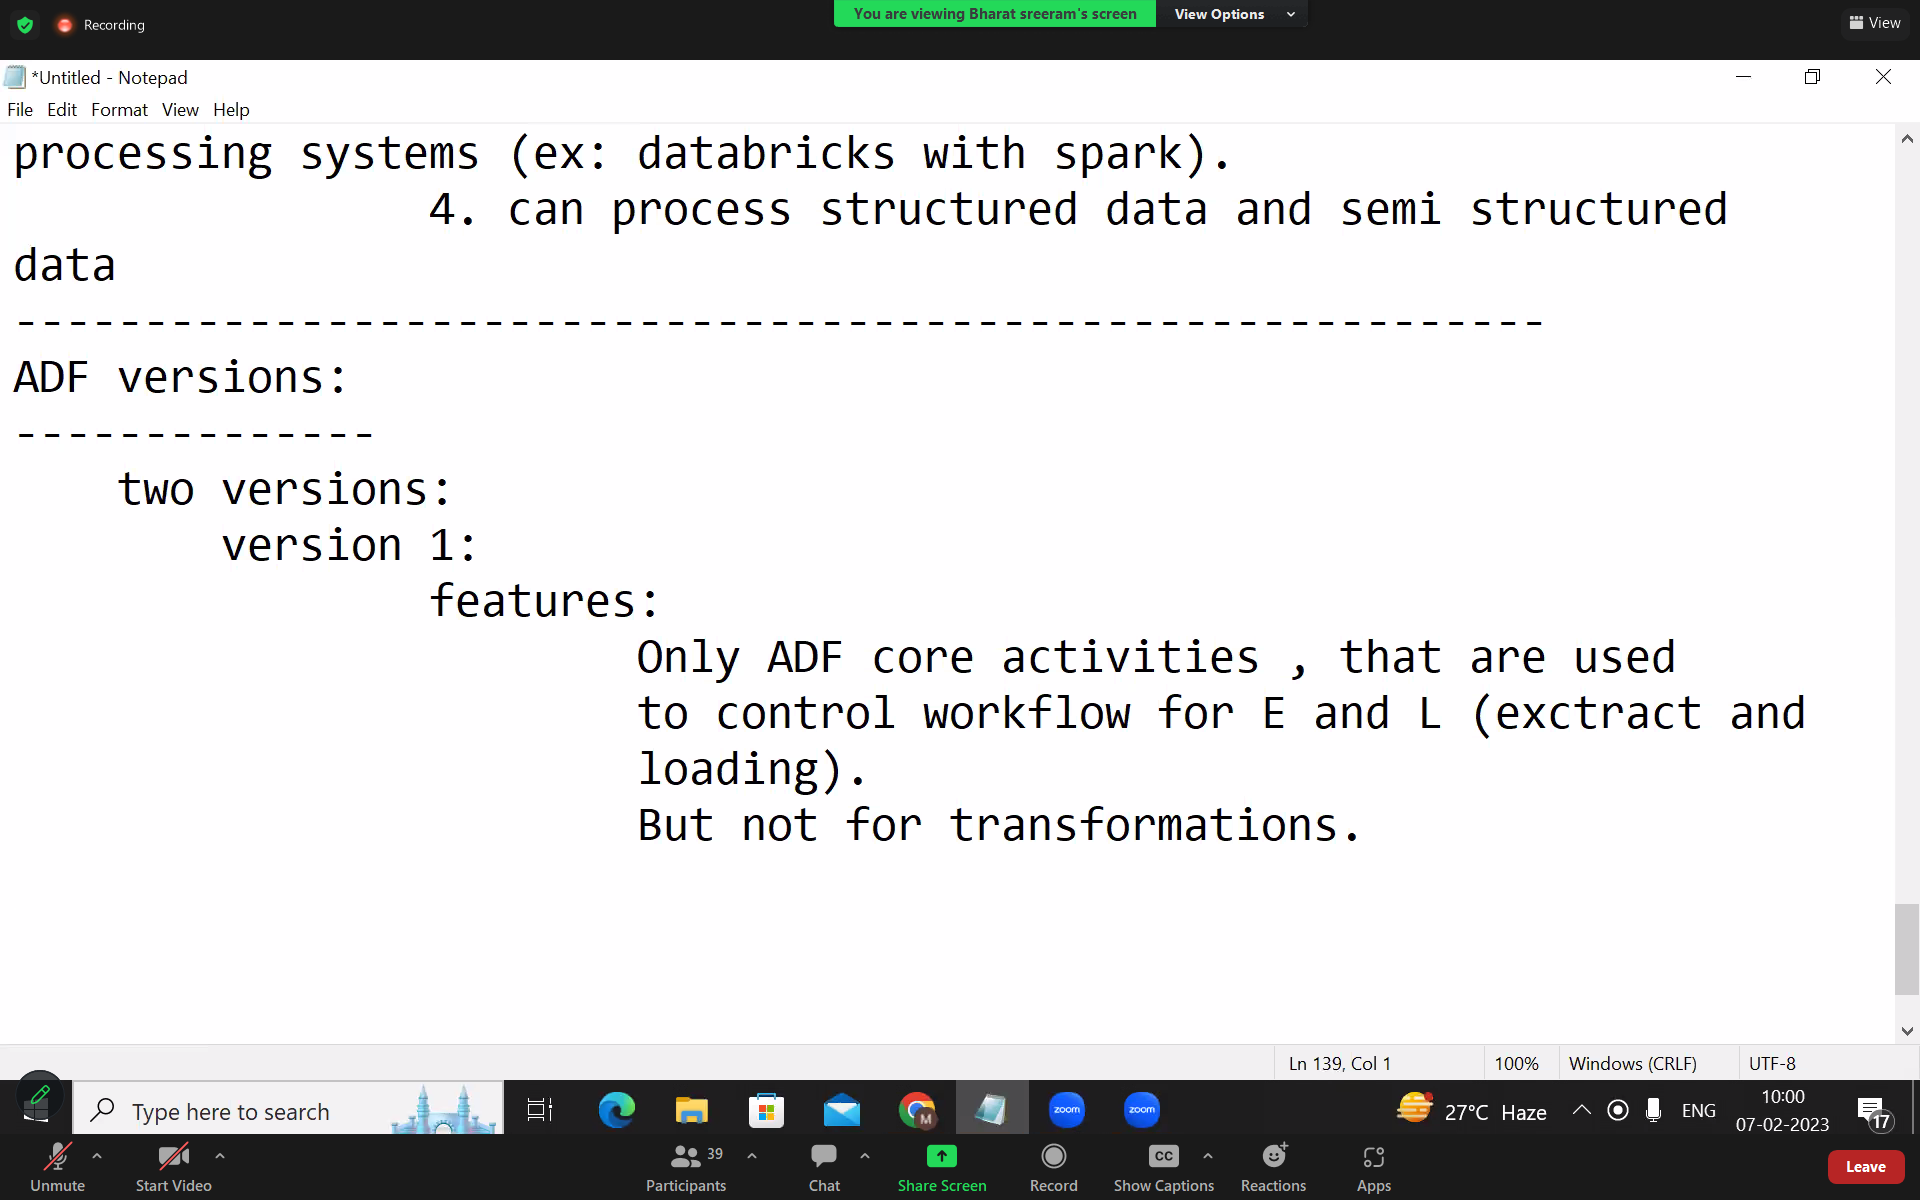 Recording
You are viewing Bharat sreeram's screen
View Options
View
*Untitled - Notepad
File Edit Format View Help
processing systems (ex: databricks with spark).
4. can process structured data and semi structured
data
-----------------------------------------------------------
ADF versions:
--------------
two versions:
version 1:
features:
Only ADF core activities , that are used
to control workflow for E and L (exctract and
loading).
But not for transformations.
Ln 139, Col 1
100%
Windows (CRLF)
UTF-8
Type here to search
M
zoom
zoom
27°C Haze
ENG
10:00
07-02-2023
17
Unmute
Start Video
39
Participants
Chat
Share Screen
Record
CC
Show Captions
Reactions
Apps
Leave